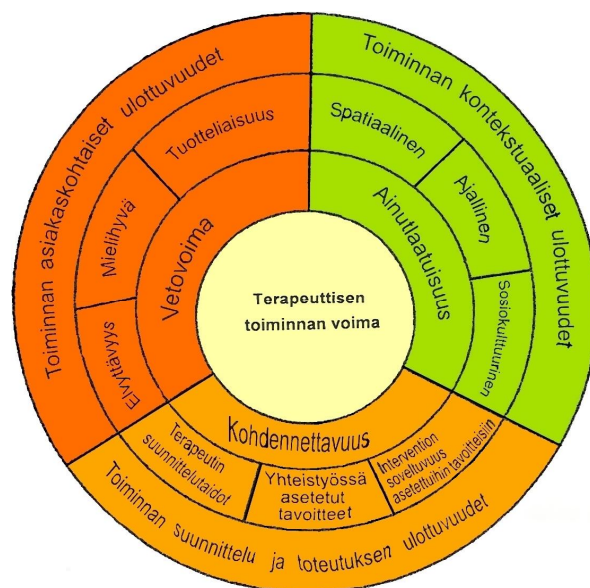 Toiminnan asiakaskohtaiset ulottuvuudet
Toiminnan kontekstuaaliset ulottuvuudet
Tuotteliaisuus
Mielihyvä
Elvyttävyys
Vetovoima
Spatiaalinen
Ajallinen
Sosiokulttuurinen
Ainutlaatuisuus
Terapeuttisen
toiminnan voima
Kohdennettavuus
Terapeutin
suunnittelutaidot
Yhteistyössä
asetetut
tavoitteet
Intervention
soveltuvuus
asetettuihin tavoitteisiin
Toiminnan suunnittelu ja toteutuksen ulottuvuudet